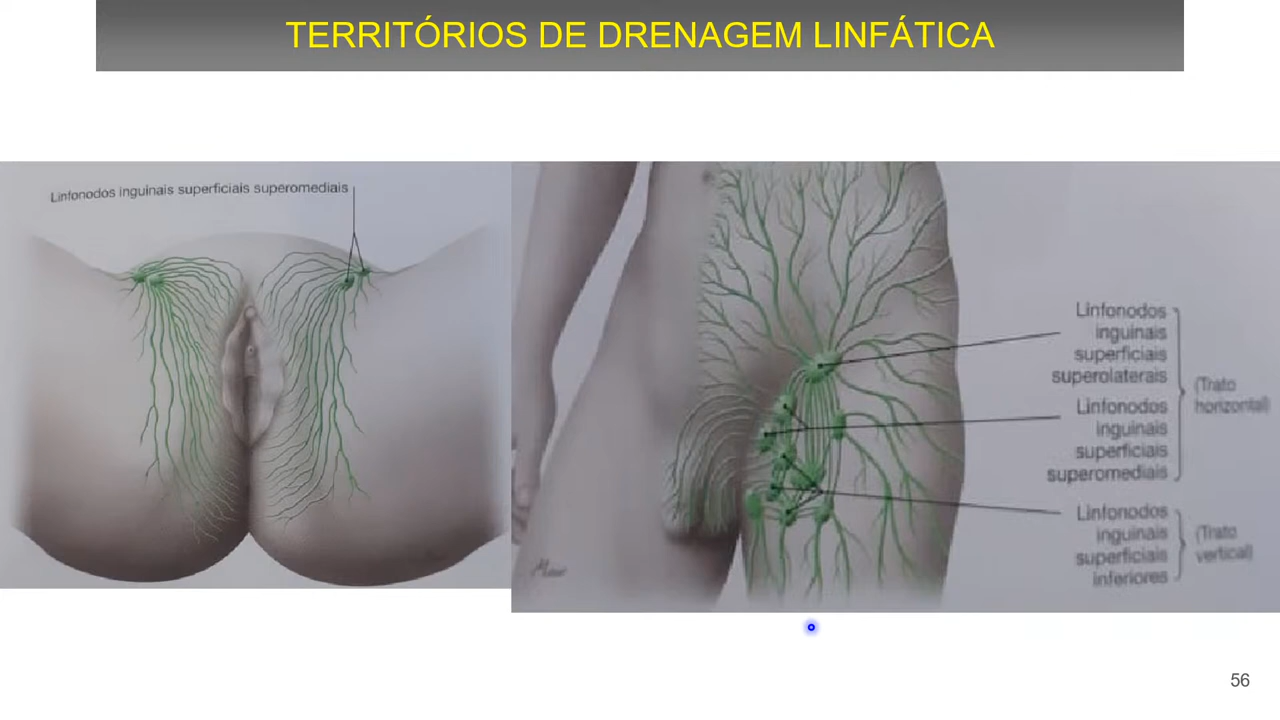 TERRITÓRIOS DE DRENAGEM LINFÁTICA
Linfonodos inguinais superficiais superomediais
Linfonodos
inguinais
superficiais
superolaterais
(Trato
horizontal)
Linfonodos
inguinais
superficiais
superomediais
Linfonodos
inguinais
superficiais
inferiores
(Trato
vertical)
56